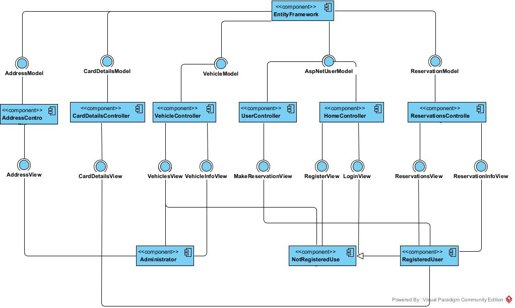 <<component>>
EntityFramework
AddressModel
CardDetailsModel
VehicleModel
AspNetUserModel
ReservationModel
<<component>>
AddressContro
<<component>>
CardDetailsController
<<component>>
VehicleController
<<component>>
UserController
<<component>>
HomeController
<<component>>
ReservationsControlle
AddressView
CardDetailsView
VehiclesView
VehicleInfoView
MakeReservationView
RegisterView
LoginView
ReservationsView
ReservationInfoView
<<component>>
Administrator
<<component>>
NotRegisteredUse
<<component>>
RegisteredUser
Powered By Visual Paradigm Community Edition